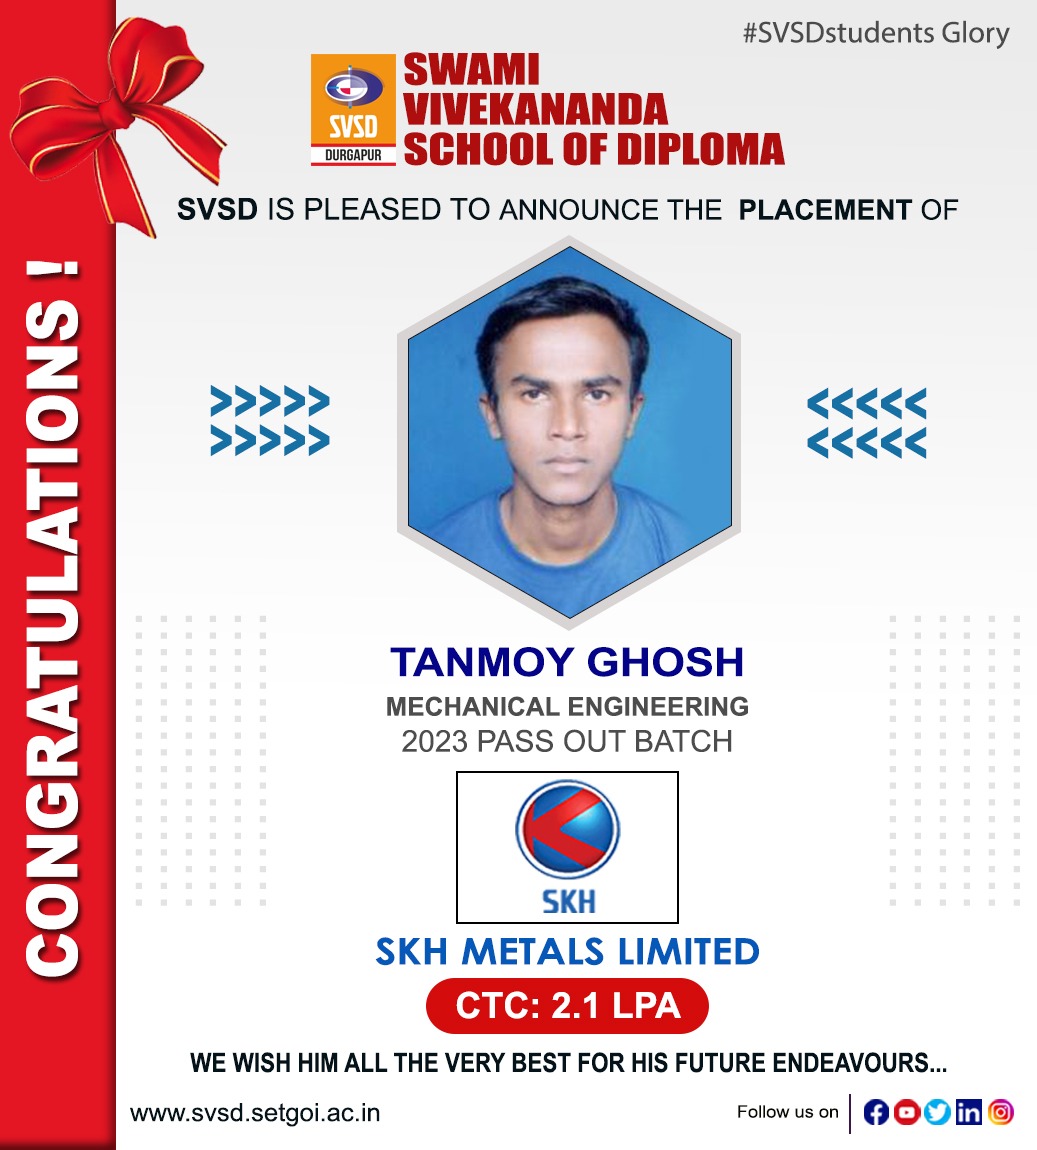 #SVSDstudents Glory
SVSD
DURGAPUR
SWAMI
VIVEKANANDA
SCHOOL OF DIPLOMA
SVSD IS PLEASED TO ANNOUNCE THE PLACEMENT OF
CONGRATULATIONS !
>>>>> <<<<<
>>>>> <<<<<
TANMOY GHOSH
MECHANICAL ENGINEERING
2023 PASS OUT BATCH
SKH
SKH METALS LIMITED
CTC: 2.1 LPA
WE WISH HIM ALL THE VERY BEST FOR HIS FUTURE ENDEAVOURS...
www.svsd.setgoi.ac.in
Follow us on